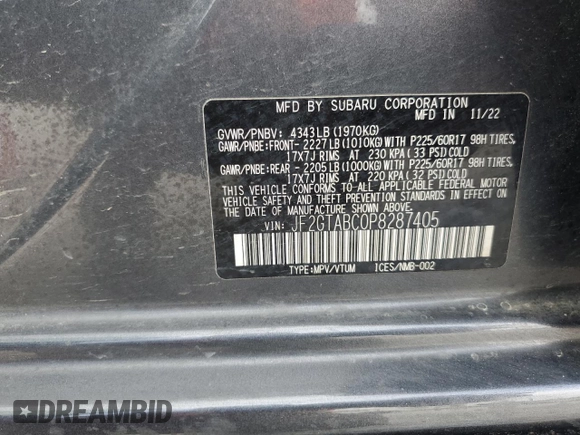 MFD BY SUBARU CORPORATION
MFD IN 11/22
GVWR/PNBV: 4343LB(1970KG)
GAWR/PNBE:FRONT- 2227LB(1010KG)WITH P225/60R17 98H TIRES,
17X7J RIMS AT 230 KPA(33 PSI)COLD
GAWR/PNBE:REAR - 2205LB(1000KG)WITH P225/60R17 98H TIRES,
17X7J RIMS AT 220 KPA(32 PSI)COLD
THIS VEHICLE CONFORMS TO ALL APPLICABLE FEDERAL MOTOR
VEHICLE SAFETY AND THEFT PREVENTION STANDARDS IN EFFECT ON
THE DATE OF MANUFACTURE SHOWN ABOVE.
VIN: JF2GTABC0P8287405
TYPE:MPV/VTUM ICES/NMB-002
DREAMBID